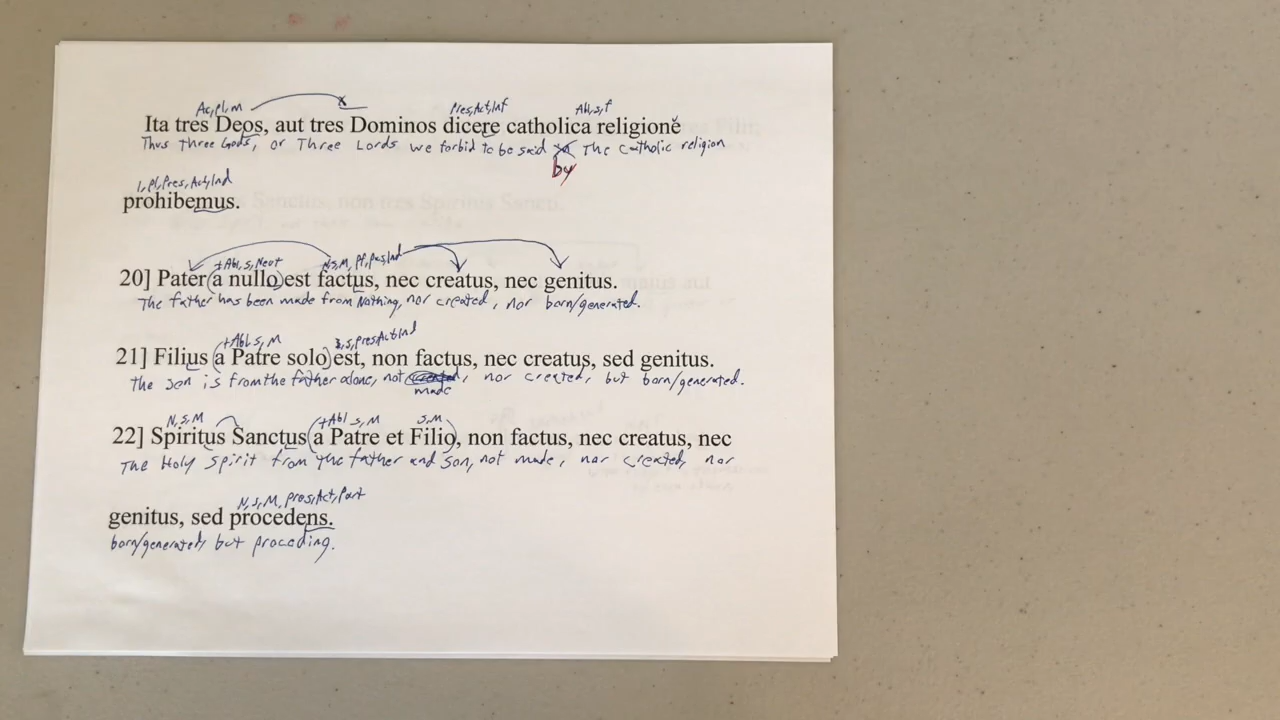 Ac, Pl, M Pres, Act, Inf Abl, S, F
Ita tres Deos, aut tres Dominos dicere catholica religione
Thus Three Gods, or Three Lords we forbid to be said The Catholic religion
by
1, Pl, Pres, Act, Ind
prohibemus.
+Abl, S, Neut N, S, M, Pf, Pas, Ind
20] Pater (a nullo) est factus, nec creatus, nec genitus.
The father has been made from Nothing, nor created, nor born/generated.
+Abl S, M 3, S, Pres Act Ind
21] Filius (a Patre solo) est, non factus, nec creatus, sed genitus.
the son is from the father alone, not created, nor created, but born/generated.
made
N, S, M +Abl S, M S, M
22] Spiritus Sanctus (a Patre et Filio), non factus, nec creatus, nec
The Holy Spirit from the father and son, not made, nor created, nor
N, S, M, Pres, Act, Part
genitus, sed procedens.
born/generated, but proceding.